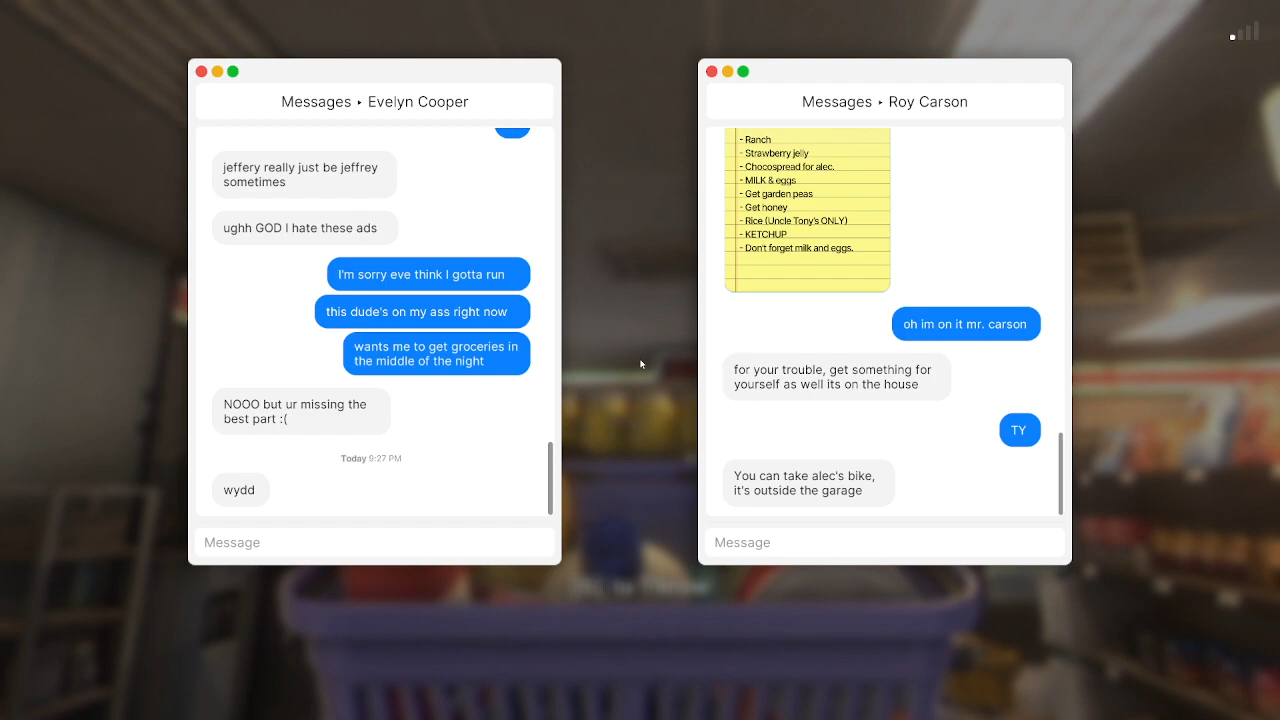 Messages ▸ Evelyn Cooper
jeffery really just be jeffrey
sometimes
ughh GOD I hate these ads
I'm sorry eve think I gotta run
this dude's on my ass right now
wants me to get groceries in
the middle of the night
NOOO but ur missing the
best part :(
Today 9:27 PM
wydd
Message
Messages ▸ Roy Carson
- Ranch
- Strawberry jelly
- Chocospread for alec.
- MILK & eggs
- Get garden peas
- Get honey
- Rice (Uncle Tony's ONLY)
- KETCHUP
- Don't forget milk and eggs.
oh im on it mr. carson
for your trouble, get something for
yourself as well its on the house
TY
You can take alec's bike,
it's outside the garage
Message